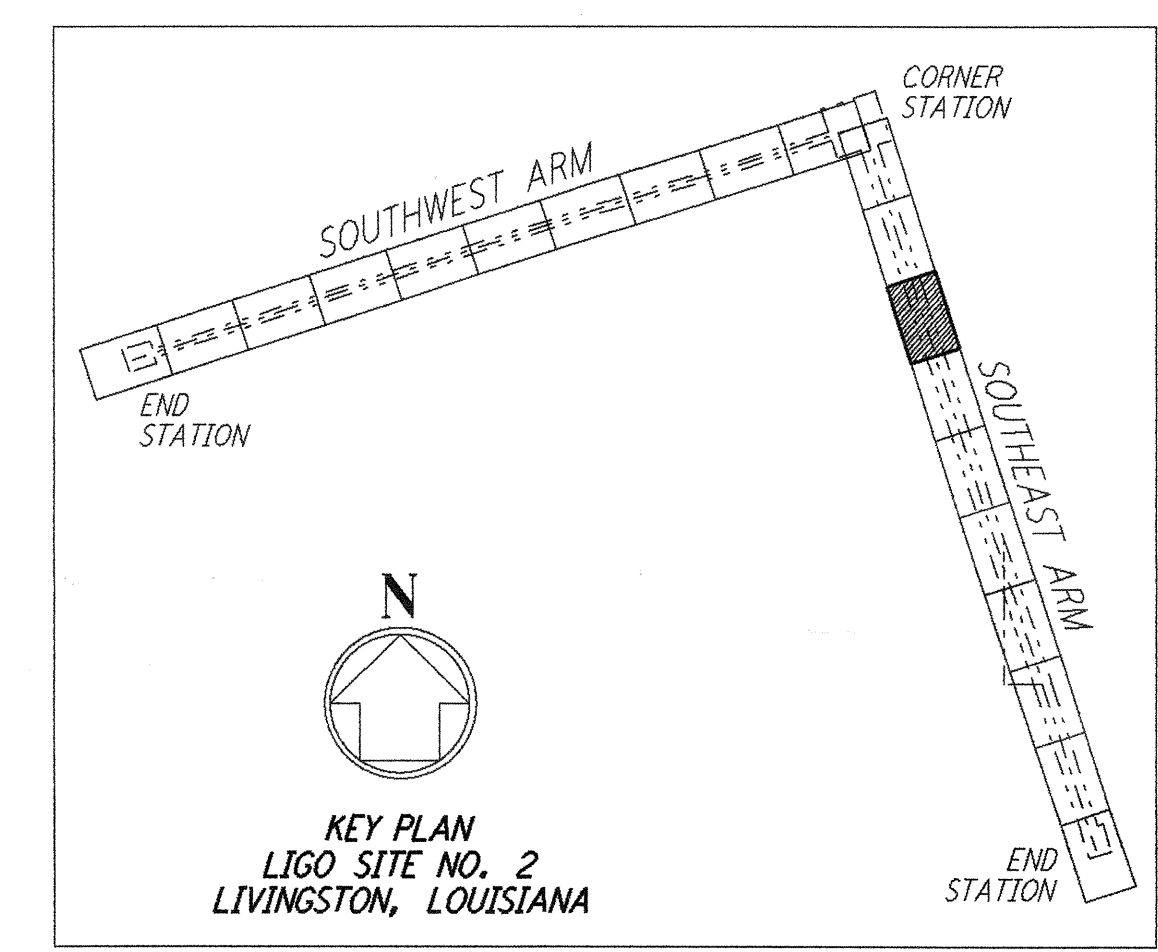 CORNER
STATION
SOUTHWEST ARM
END
STATION
SOUTHEAST ARM
N
KEY PLAN
LIGO SITE NO. 2
LIVINGSTON, LOUISIANA
END
STATION